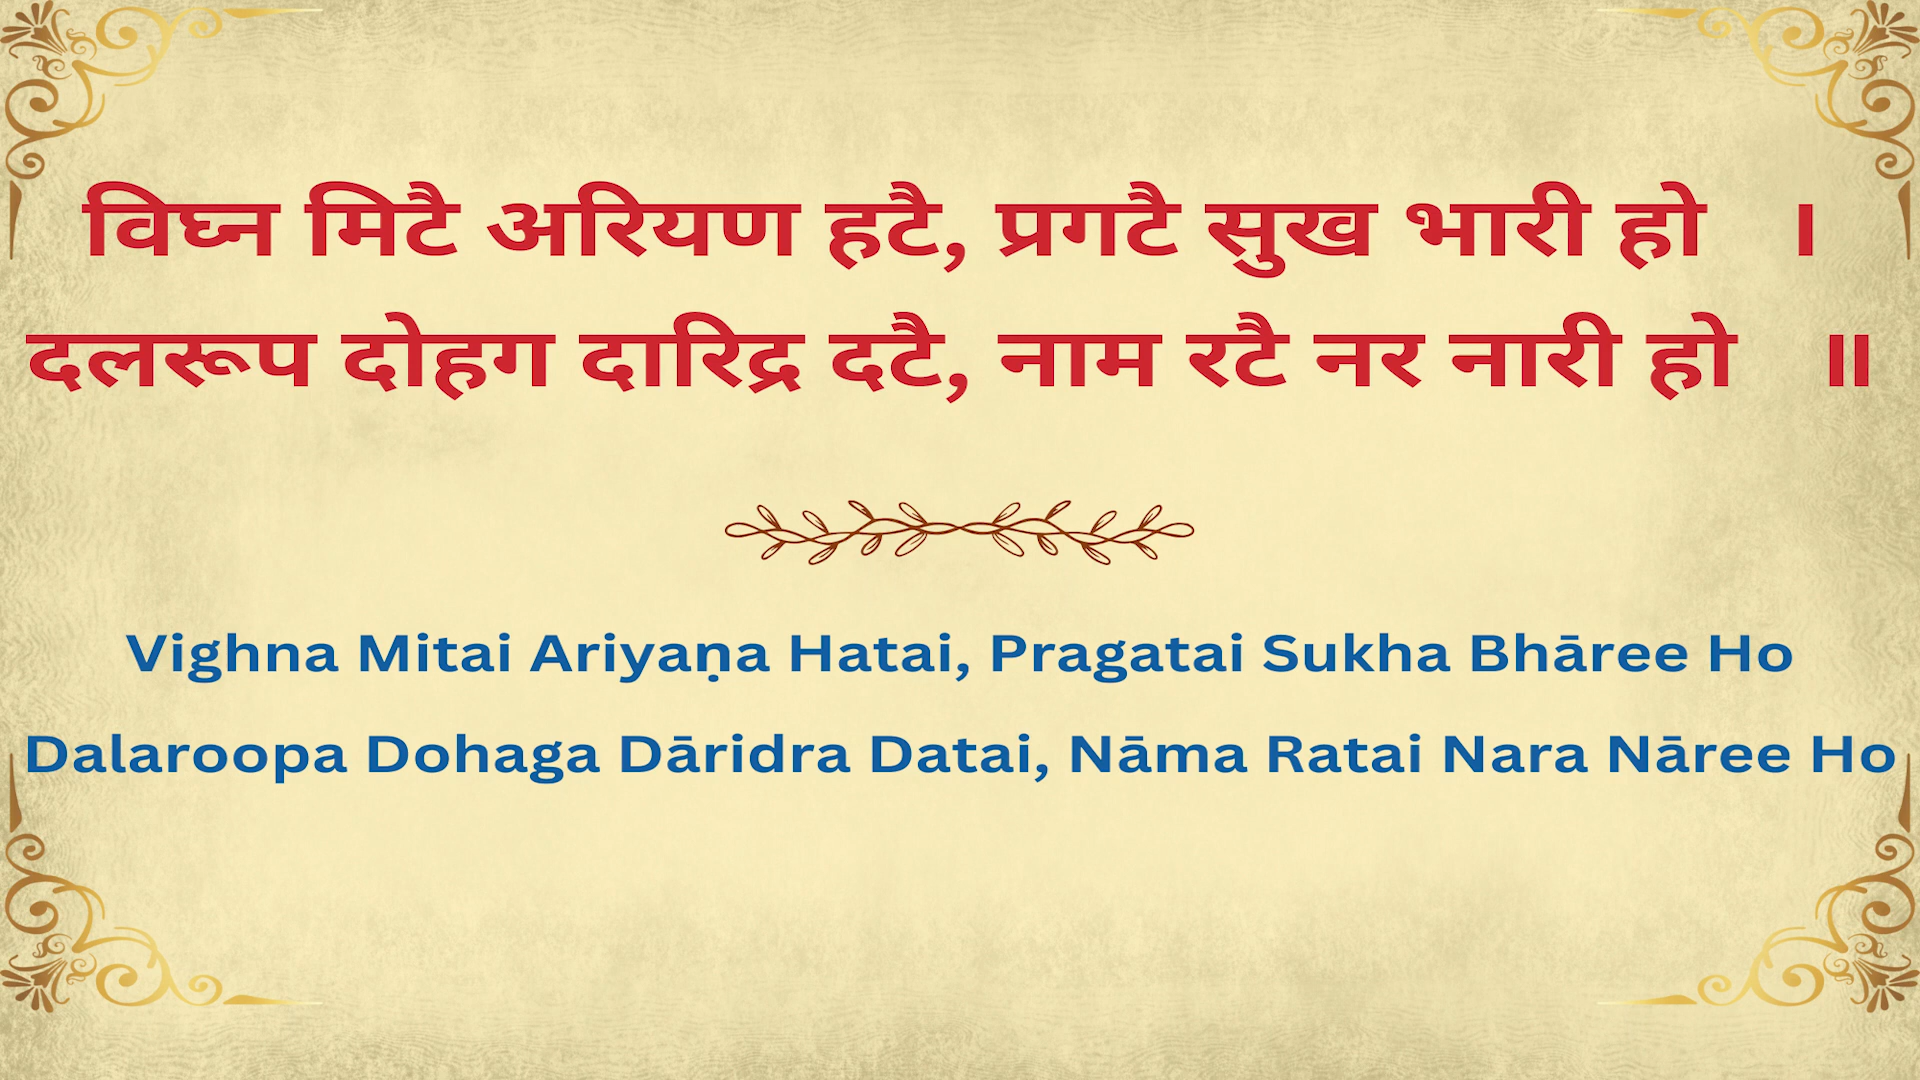 विघ्न मिटै अरियण हटै, प्रगटै सुख भारी हो ।
दलरूप दोहग दारिद्र दटै, नाम रटै नर नारी हो ॥
Vighna Mitai Ariyaṇa Hatai, Pragatai Sukha Bhāree Ho
Dalaroopa Dohaga Dāridra Datai, Nāma Ratai Nara Nāree Ho